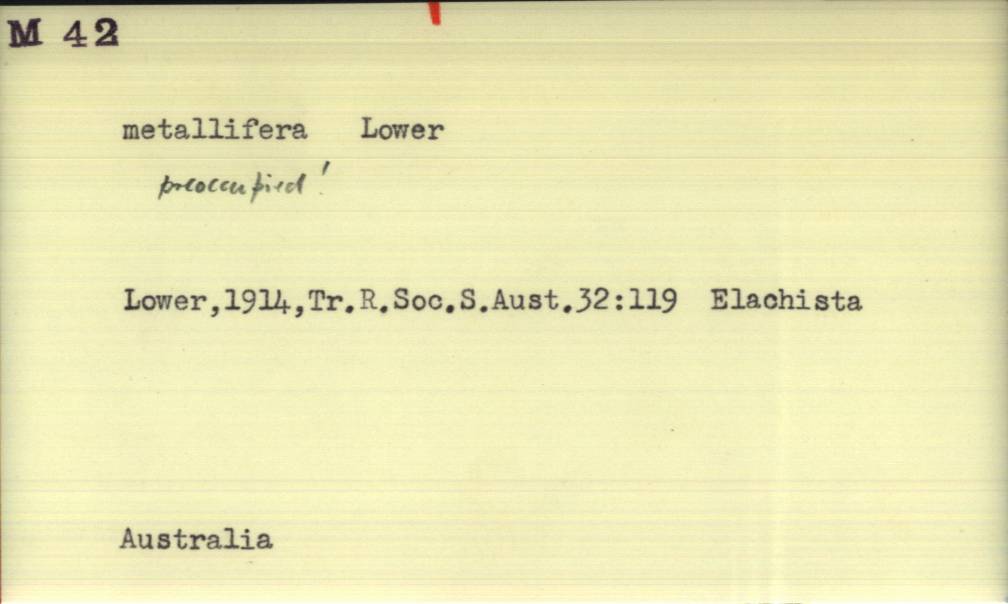 M 42
metallifera Lower
preoccupied!
Lower,1914,Tr.R.Soc.S.Aust.32:119 Elachista
Australia